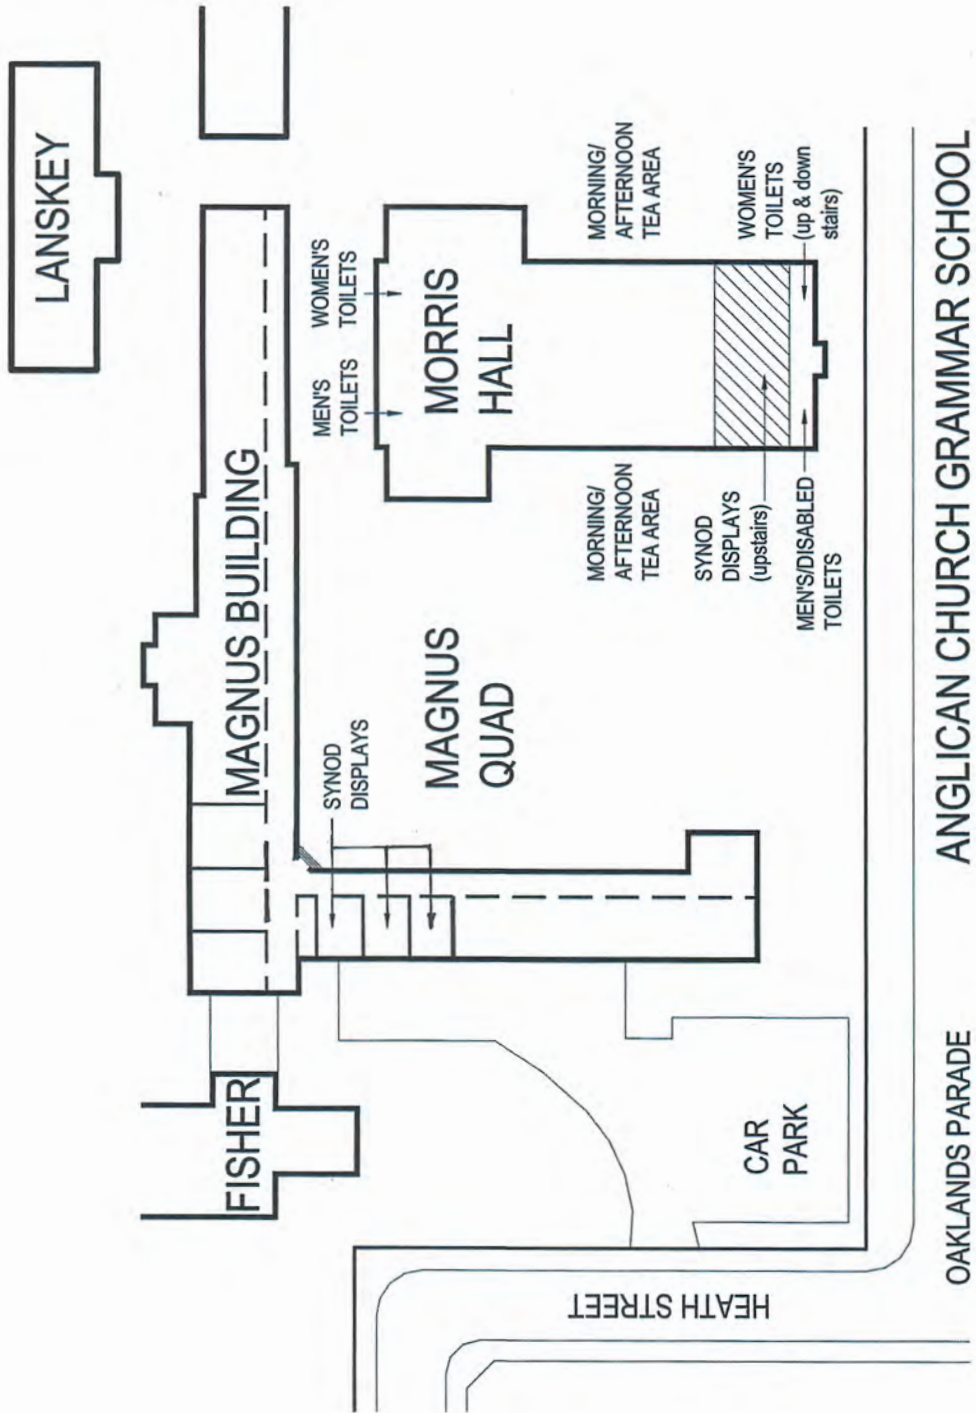 LANSKEY
MAGNUS BUILDING
FISHER
MEN'S
TOILETS
WOMEN'S
TOILETS
MORRIS
HALL
SYNOD
DISPLAYS
MAGNUS
QUAD
MORNING/
AFTERNOON
TEA AREA
MORNING/
AFTERNOON
TEA AREA
SYNOD
DISPLAYS
(upstairs)
MEN'S/DISABLED
TOILETS
WOMEN'S
TOILETS
(up & down
stairs)
CAR
PARK
HEATH STREET
OAKLANDS PARADE
ANGLICAN CHURCH GRAMMAR SCHOOL